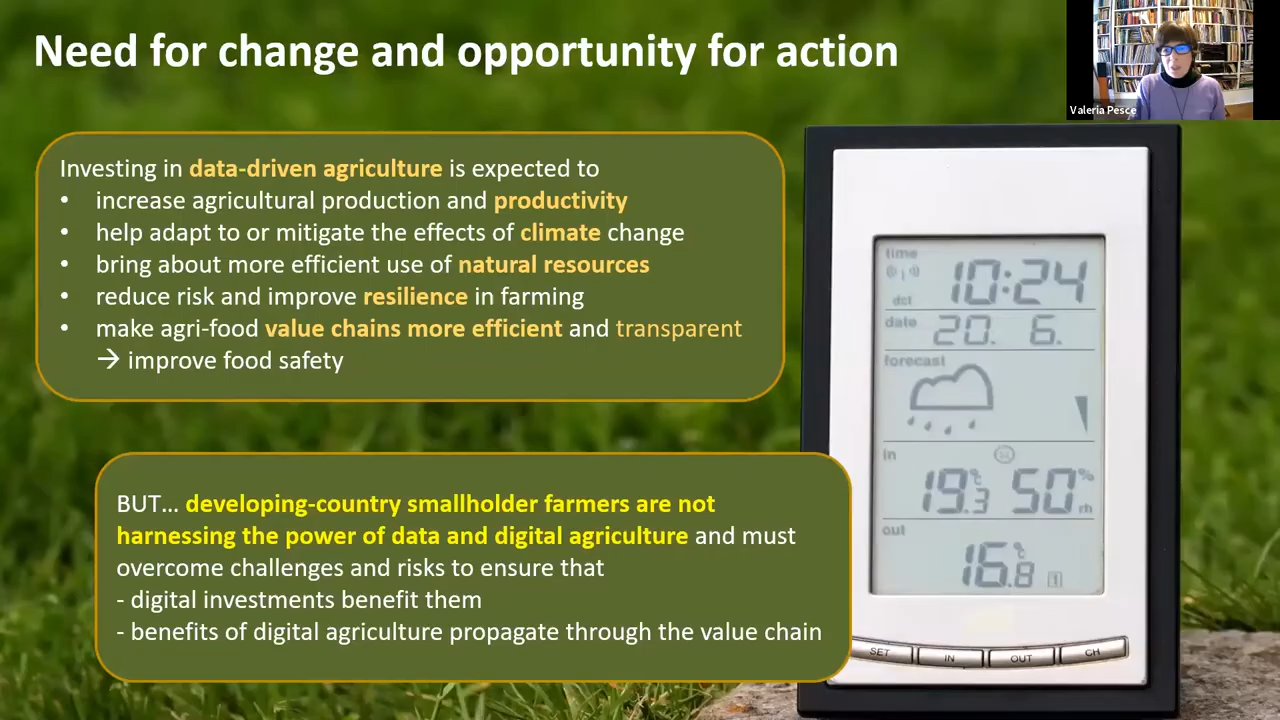 Need for change and opportunity for action
Valeria Pesce
Investing in data-driven agriculture is expected to
• increase agricultural production and productivity
• help adapt to or mitigate the effects of climate change
• bring about more efficient use of natural resources
• reduce risk and improve resilience in farming
• make agri-food value chains more efficient and transparent
→ improve food safety
BUT... developing-country smallholder farmers are not
harnessing the power of data and digital agriculture and must
overcome challenges and risks to ensure that
- digital investments benefit them
- benefits of digital agriculture propagate through the value chain
time
10:24
dcf
date
20. 6.
forecast
in
19.3 °C 50 % rh
out
16.8 °C 1
SET IN OUT CH